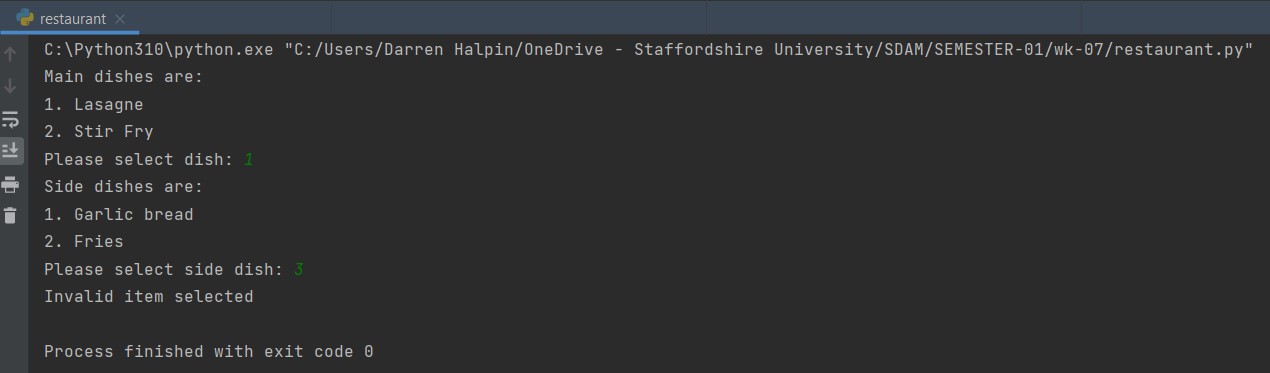 restaurant
C:\Python310\python.exe "C:/Users/Darren Halpin/OneDrive - Staffordshire University/SDAM/SEMESTER-01/wk-07/restaurant.py"
Main dishes are:
1. Lasagne
2. Stir Fry
Please select dish: 1
Side dishes are:
1. Garlic bread
2. Fries
Please select side dish: 3
Invalid item selected
Process finished with exit code 0